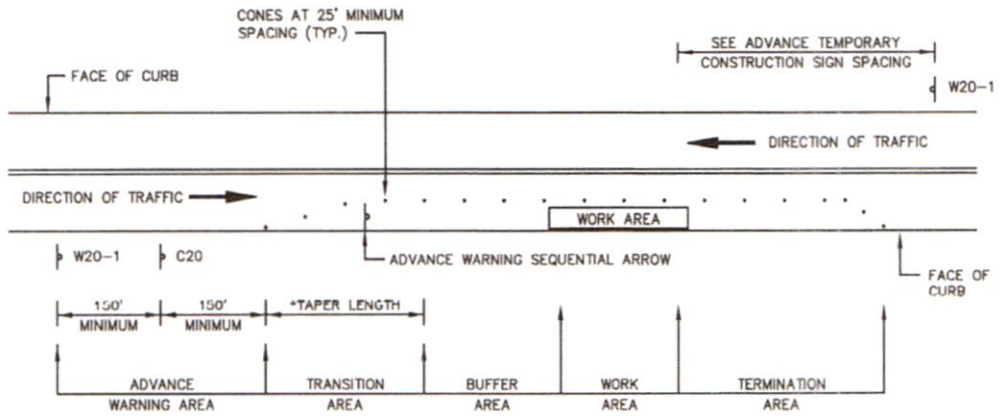 CONES AT 25' MINIMUM
SPACING (TYP.)
SEE ADVANCE TEMPORARY
CONSTRUCTION SIGN SPACING
FACE OF CURB
W20-1
DIRECTION OF TRAFFIC
DIRECTION OF TRAFFIC
WORK AREA
W20-1
C20
ADVANCE WARNING SEQUENTIAL ARROW
FACE OF
CURB
150'
MINIMUM
150'
MINIMUM
*TAPER LENGTH
ADVANCE
WARNING AREA
TRANSITION
AREA
BUFFER
AREA
WORK
AREA
TERMINATION
AREA